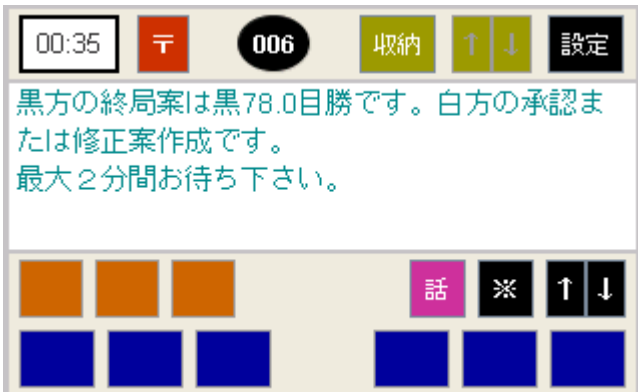 00:35 〒 006 収納 ↑ ↓ 設定
黒方の終局案は黒78.0目勝です。白方の承認ま
たは修正案作成です。
最大２分間お待ち下さい。
話 ※ ↑ ↓